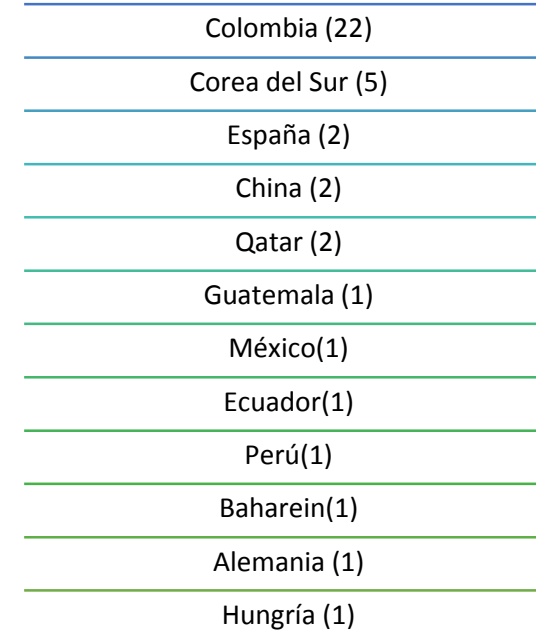 Colombia (22)
Corea del Sur (5)
España (2)
China (2)
Qatar (2)
Guatemala (1)
México(1)
Ecuador(1)
Perú(1)
Baharein(1)
Alemania (1)
Hungría (1)